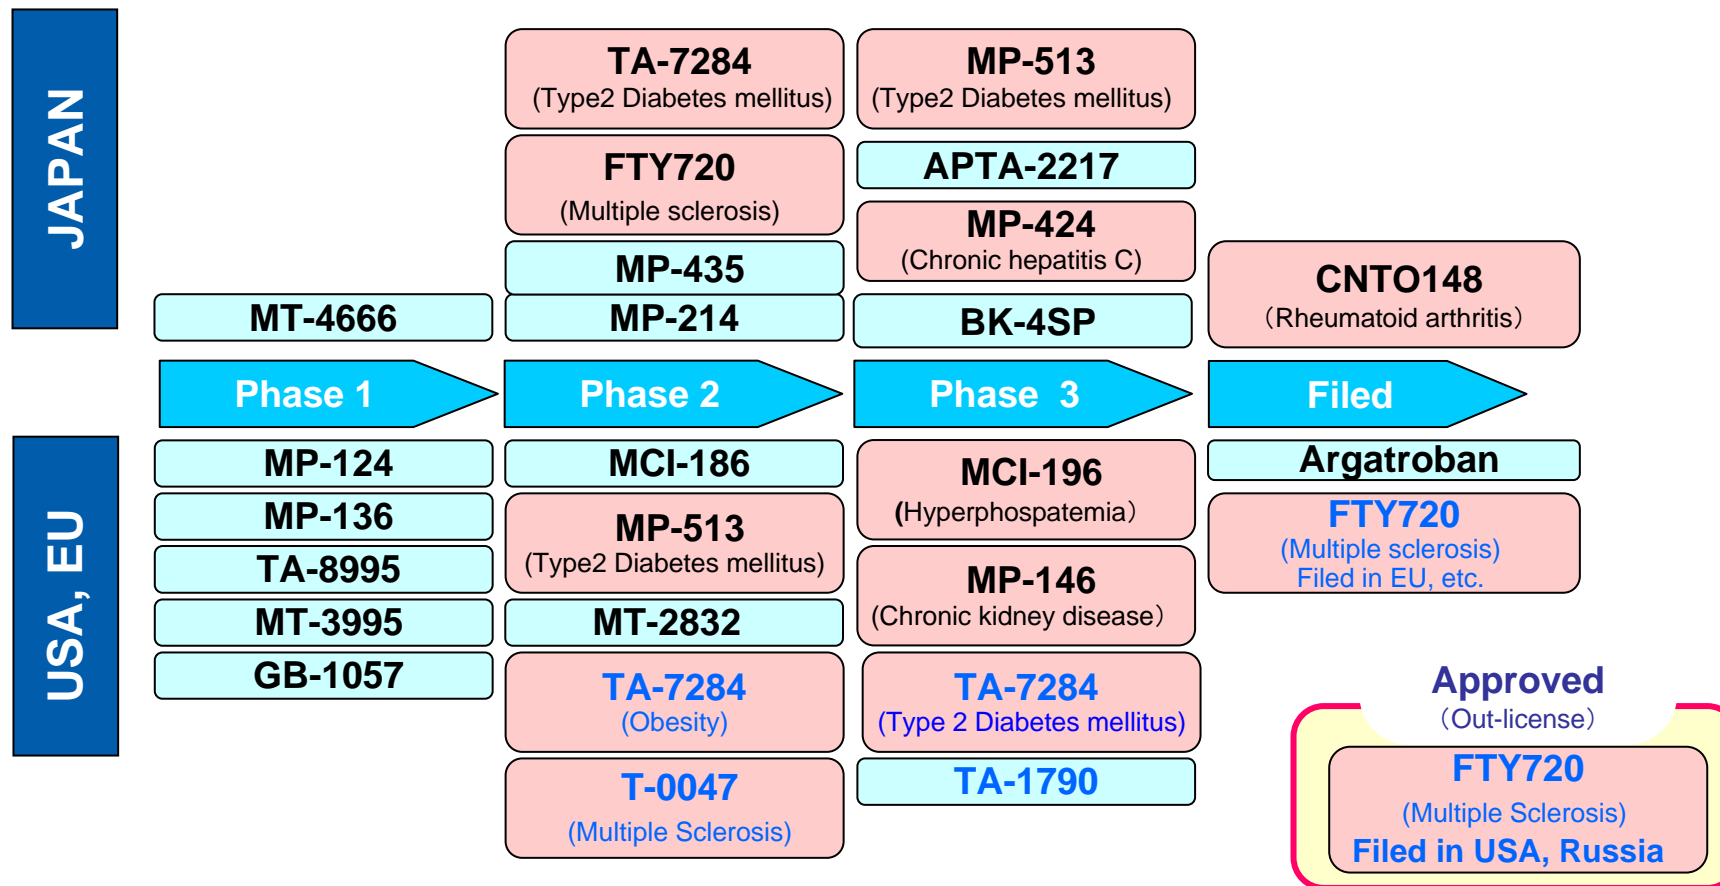 JAPAN
TA-7284
(Type2 Diabetes mellitus)
MP-513
(Type2 Diabetes mellitus)
FTY720
(Multiple sclerosis)
APTA-2217
MP-424
(Chronic hepatitis C)
MP-435
CNTO148
（Rheumatoid arthritis）
MT-4666
MP-214
BK-4SP
Phase 1
Phase 2
Phase 3
Filed
USA, EU
MP-124
MCI-186
MCI-196
(Hyperphospatemia）
Argatroban
MP-136
MP-513
(Type2 Diabetes mellitus)
FTY720
(Multiple sclerosis)
Filed in EU, etc.
TA-8995
MP-146
(Chronic kidney disease）
MT-3995
MT-2832
GB-1057
TA-7284
(Obesity)
TA-7284
(Type 2 Diabetes mellitus)
T-0047
(Multiple Sclerosis)
TA-1790
Approved
（Out-license）
FTY720
(Multiple Sclerosis)
Filed in USA, Russia